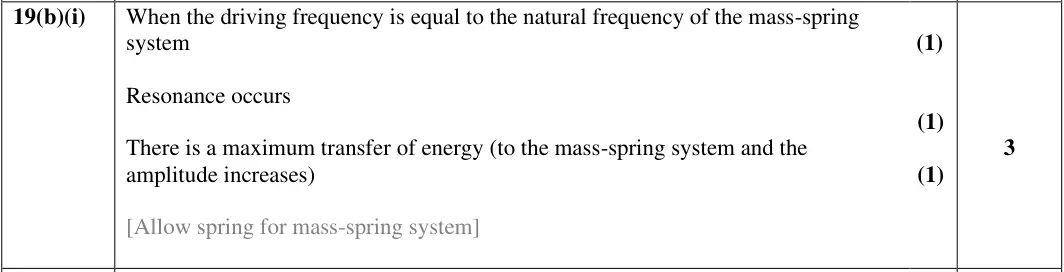 19(b)(i) When the driving frequency is equal to the natural frequency of the mass-spring
system (1)
Resonance occurs
(1)
There is a maximum transfer of energy (to the mass-spring system and the 3
amplitude increases) (1)
[Allow spring for mass-spring system]